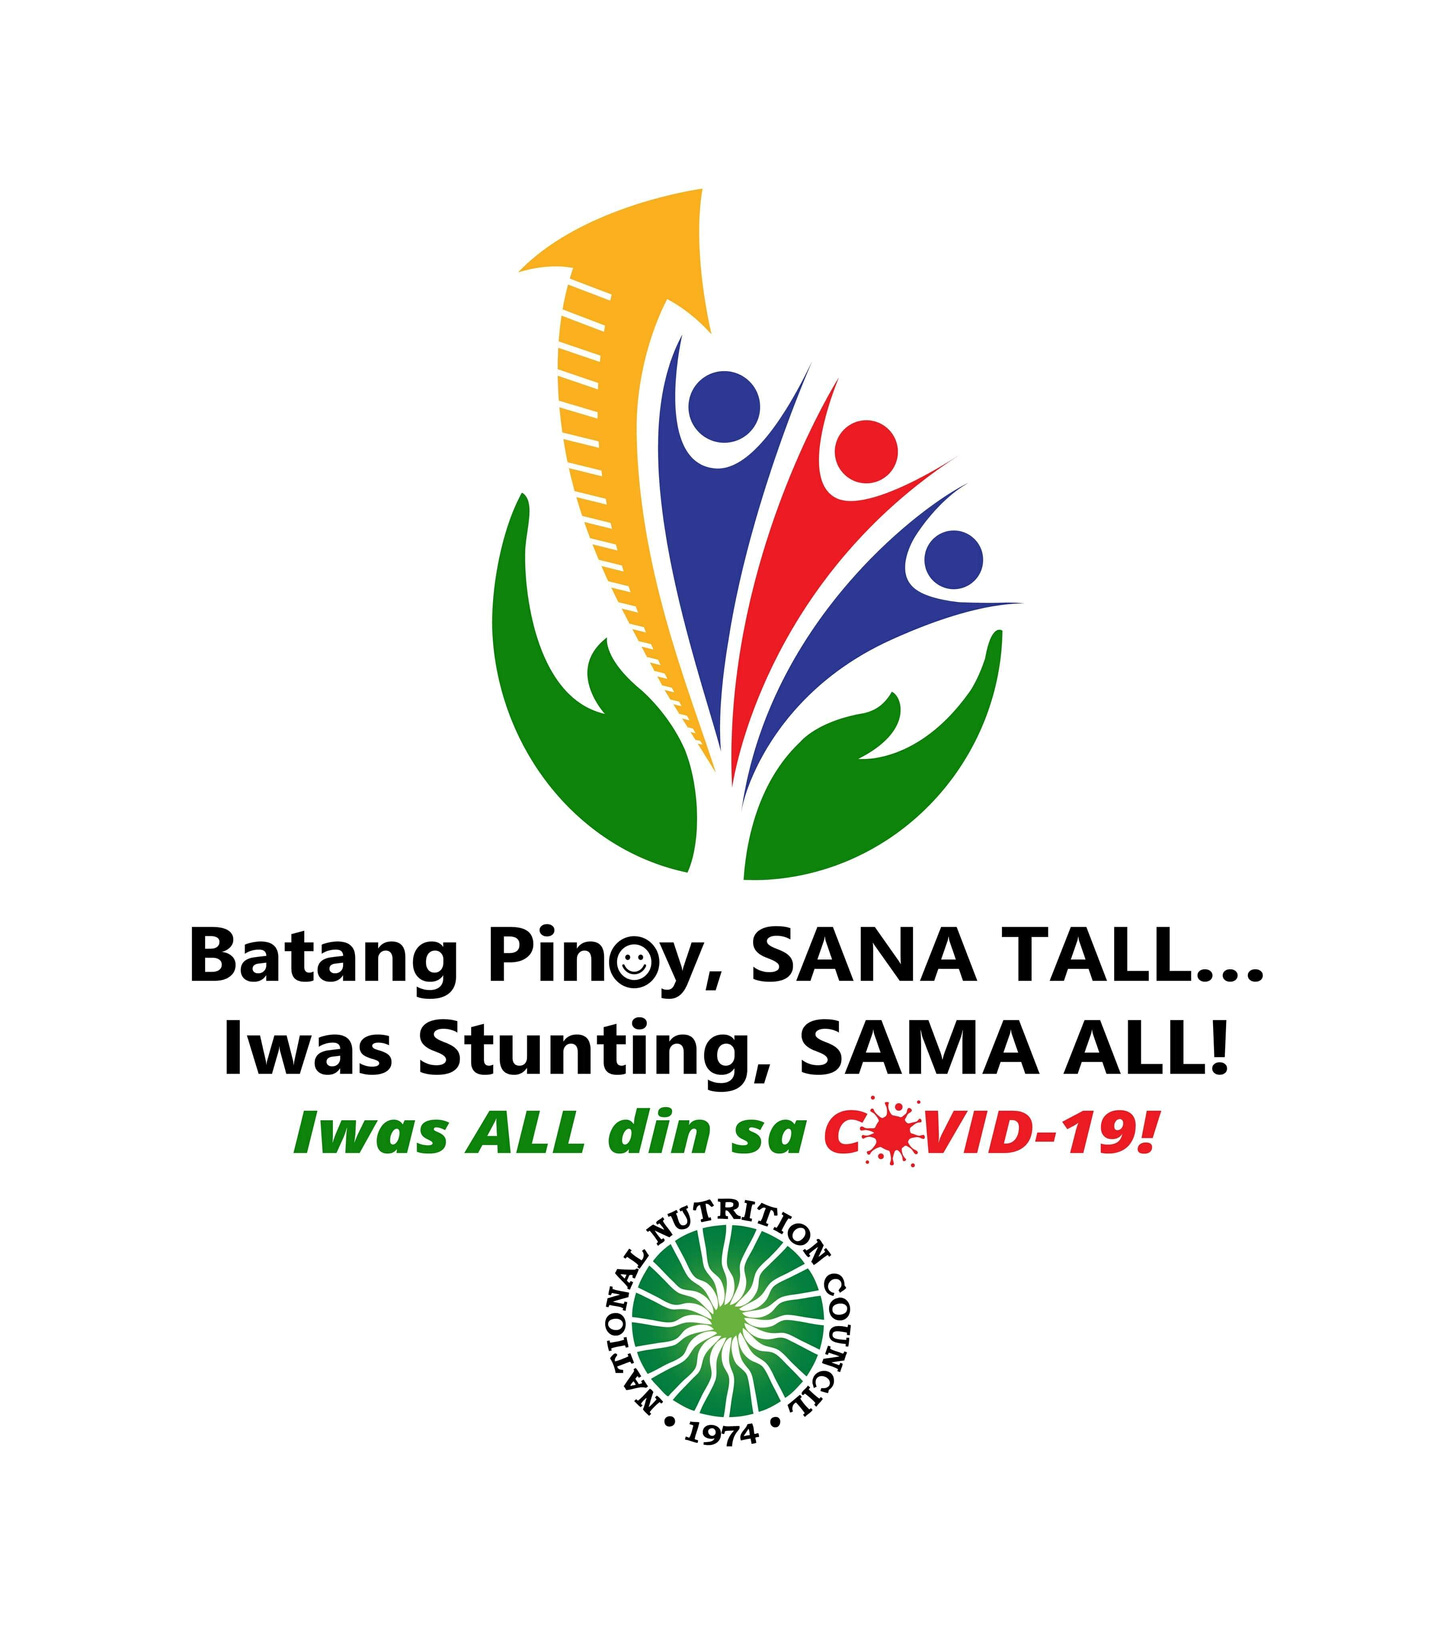 Batang Pinoy, SANA TALL...
Iwas Stunting, SAMA ALL!
Iwas ALL din sa COVID-19!
NATIONAL NUTRITION COUNCIL
• 1974 •